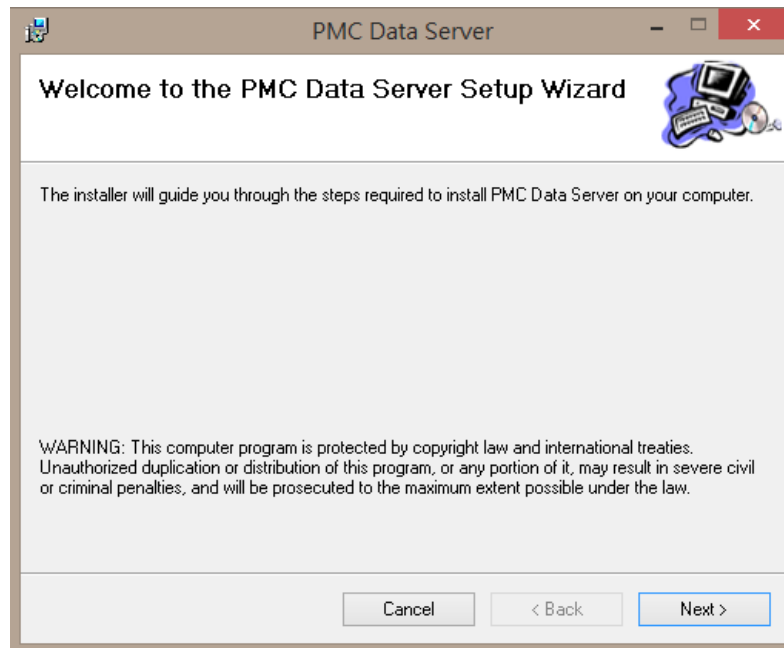 PMC Data Server
Welcome to the PMC Data Server Setup Wizard
The installer will guide you through the steps required to install PMC Data Server on your computer.
WARNING: This computer program is protected by copyright law and international treaties.
Unauthorized duplication or distribution of this program, or any portion of it, may result in severe civil
or criminal penalties, and will be prosecuted to the maximum extent possible under the law.
Cancel
< Back
Next >